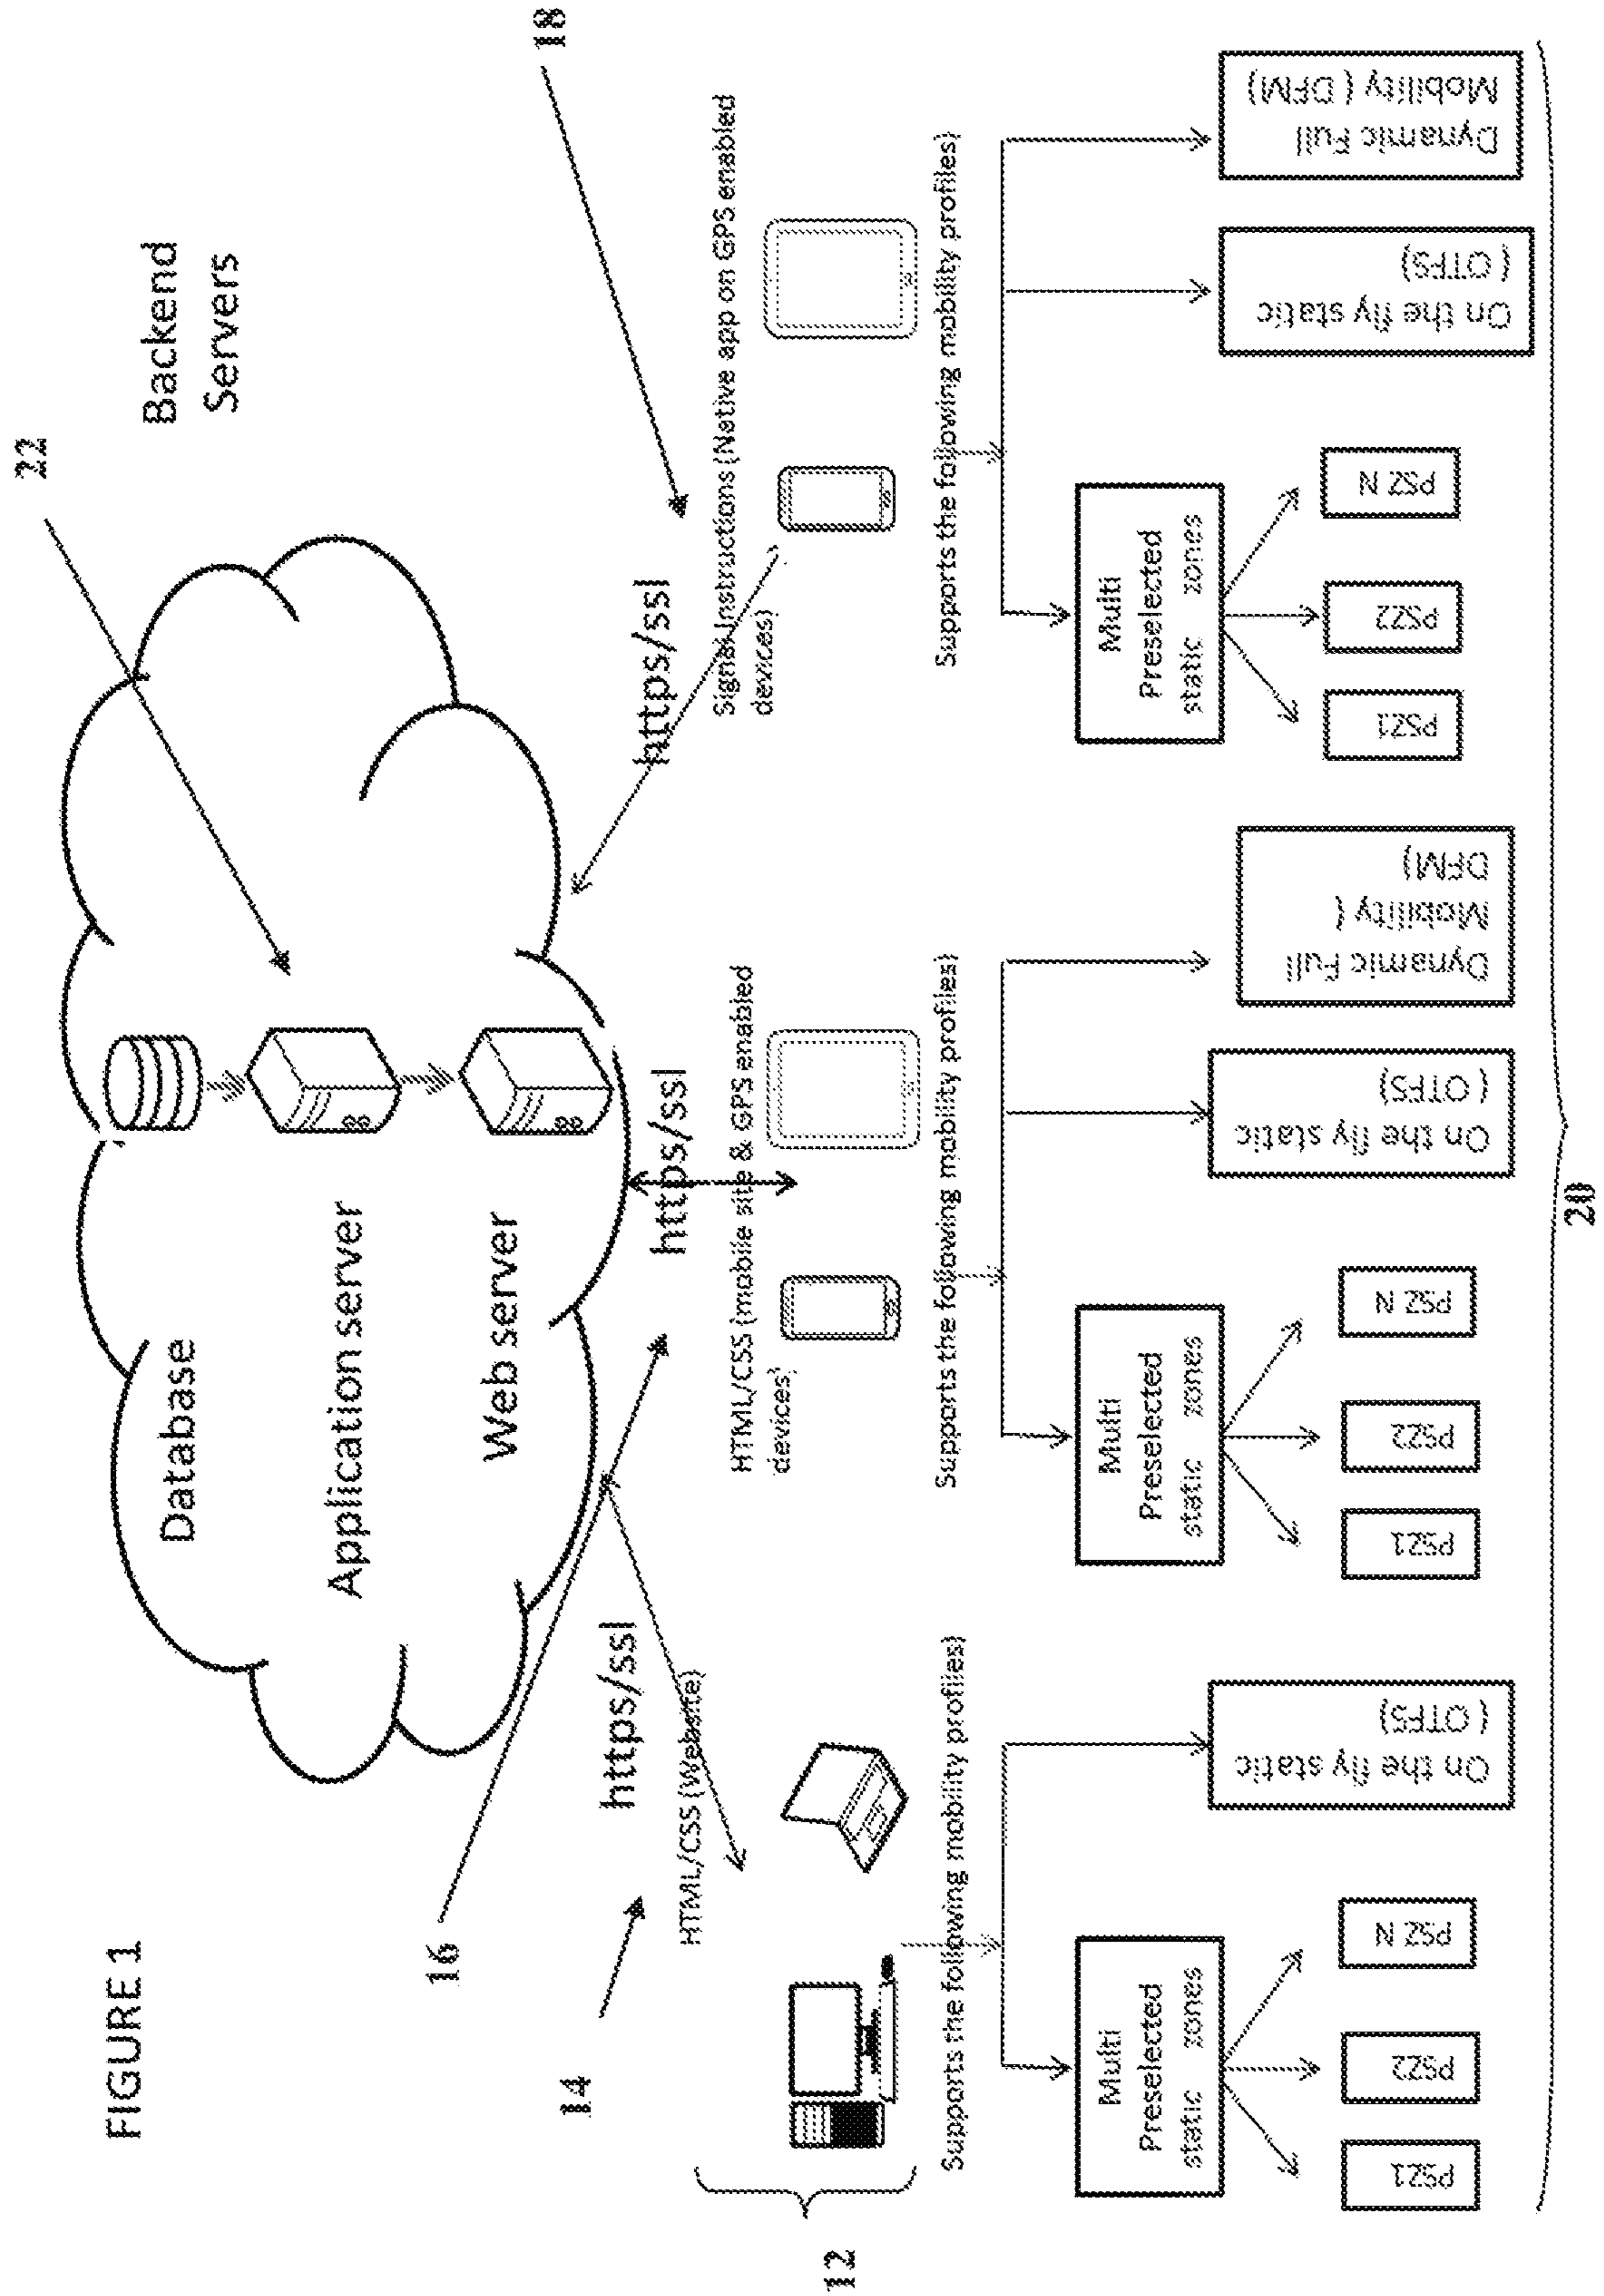 FIGURE 1
22
Backend
Servers
Database
Application server
Web server
16
18
14
https/ssl
https/ssl
https/ssl
HTML/CSS (Website)
HTML/CSS (mobile site & GPS enabled
devices)
Signal Instructions (Native app on GPS enabled
devices)
12
Supports the following mobility profiles)
Supports the following mobility profiles)
Supports the following mobility profiles)
Multi
Preselected
static zones
On the fly static
( OTFS)
PSZ1
PSZ2
PSZ N
Multi
Preselected
static zones
On the fly static
( OTFS)
Dynamic Full
Mobility (
DFM)
PSZ1
PSZ2
PSZ N
Multi
Preselected
static zones
On the fly static
( OTFS)
Dynamic Full
Mobility ( DFM)
PSZ1
PSZ2
PSZ N
20